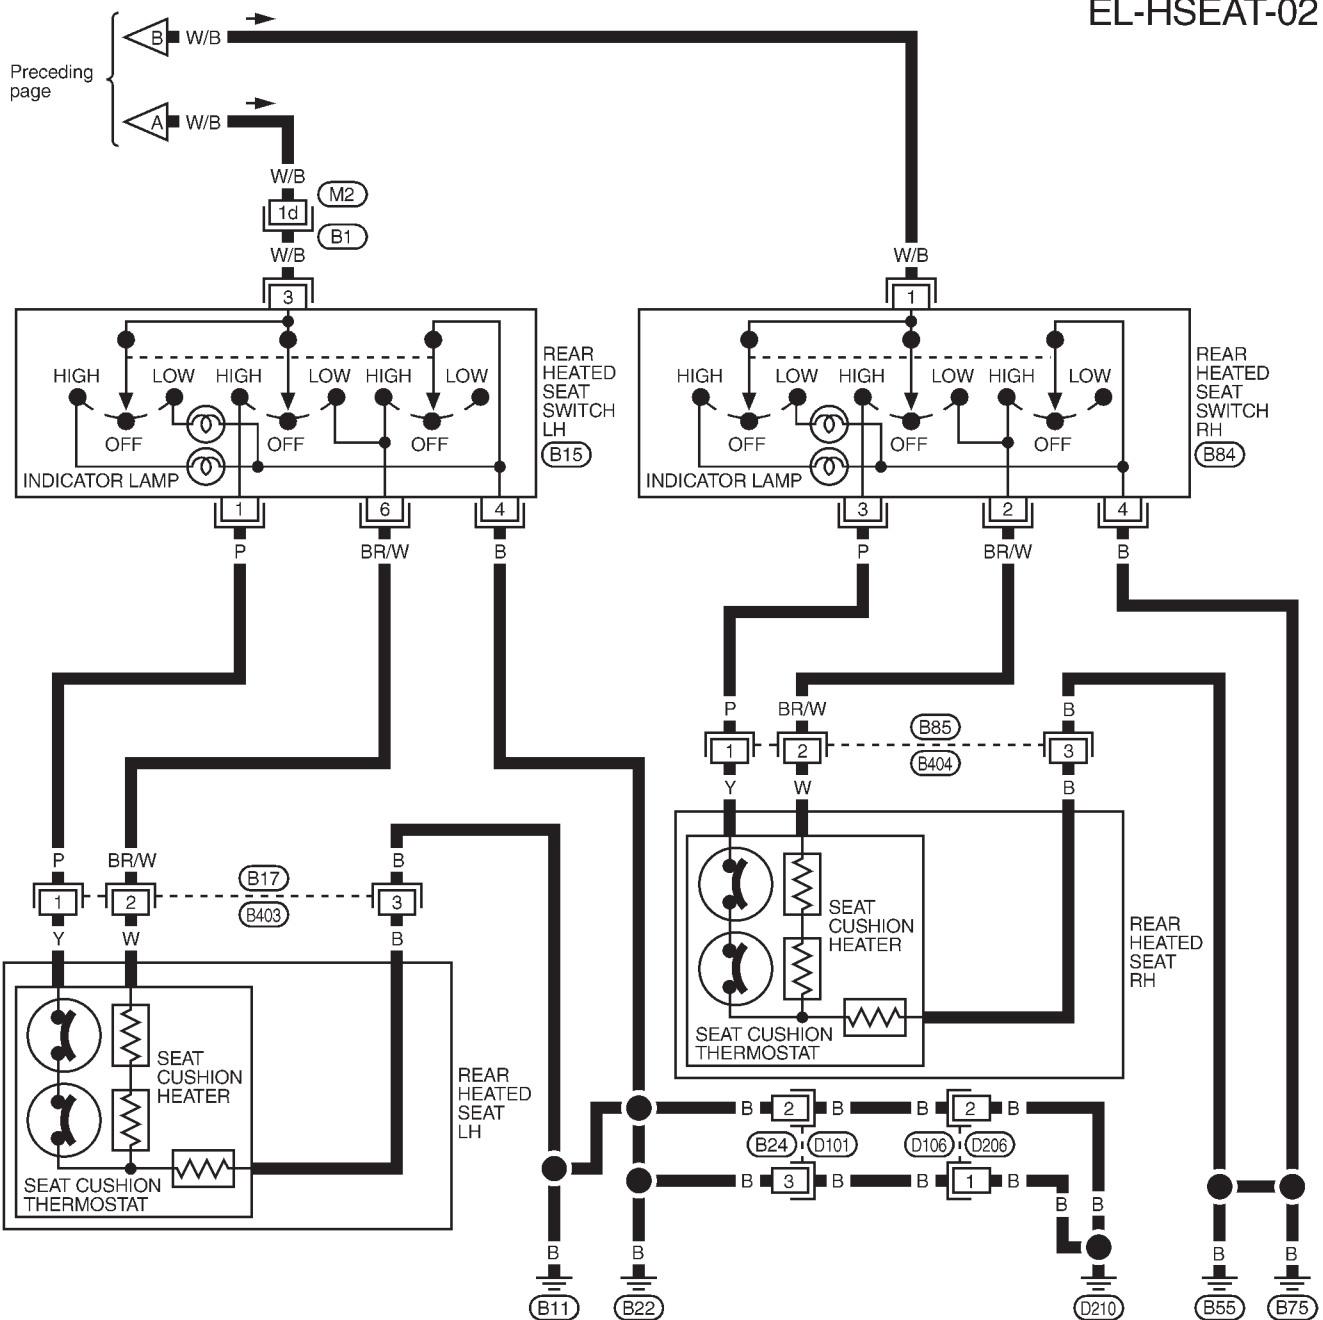 EL-HSEAT-02
B W/B
Preceding
page
A W/B
W/B
M2
1d
B1
W/B
W/B
3
1
HIGH LOW HIGH LOW HIGH LOW
OFF OFF OFF
INDICATOR LAMP
REAR
HEATED
SEAT
SWITCH
LH
B15
HIGH LOW HIGH LOW HIGH LOW
OFF OFF OFF
INDICATOR LAMP
REAR
HEATED
SEAT
SWITCH
RH
B84
1 6 4
P BR/W B
3 2 4
P BR/W B
P BR/W B
B85
1 2 3
B404
Y W B
SEAT
CUSHION
HEATER
SEAT CUSHION
THERMOSTAT
REAR
HEATED
SEAT
RH
P BR/W B
B17
1 2 3
B403
Y W B
SEAT
CUSHION
HEATER
SEAT CUSHION
THERMOSTAT
REAR
HEATED
SEAT
LH
B 2 B B 2 B
B24 D101 D106 D206
B 3 B B 1 B
B B
B B B B
B11 B22 D210 B55 B75